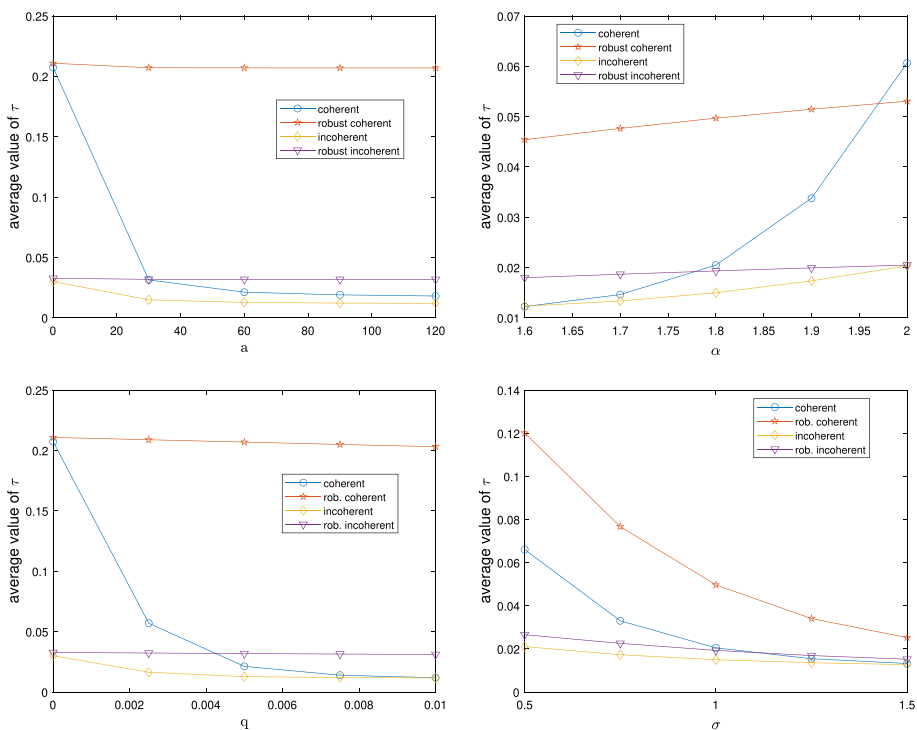 0.25
0.2
0.15
0.1
0.05
0
average value of τ
coherent
robust coherent
incoherent
robust incoherent
0 20 40 60 80 100 120
a
0.07
0.06
0.05
0.04
0.03
0.02
0.01
average value of τ
coherent
robust coherent
incoherent
robust incoherent
1.6 1.65 1.7 1.75 1.8 1.85 1.9 1.95 2
α
0.25
0.2
0.15
0.1
0.05
0
average value of τ
coherent
rob. coherent
incoherent
rob. incoherent
0 0.002 0.004 0.006 0.008 0.01
q
0.14
0.12
0.1
0.08
0.06
0.04
0.02
0
average value of τ
coherent
rob. coherent
incoherent
rob. incoherent
0.5 1 1.5
σ